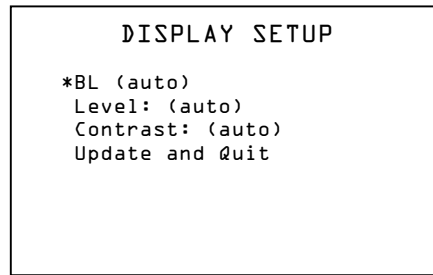 DISPLAY SETUP
*BL (auto)
Level: (auto)
Contrast: (auto)
Update and Quit